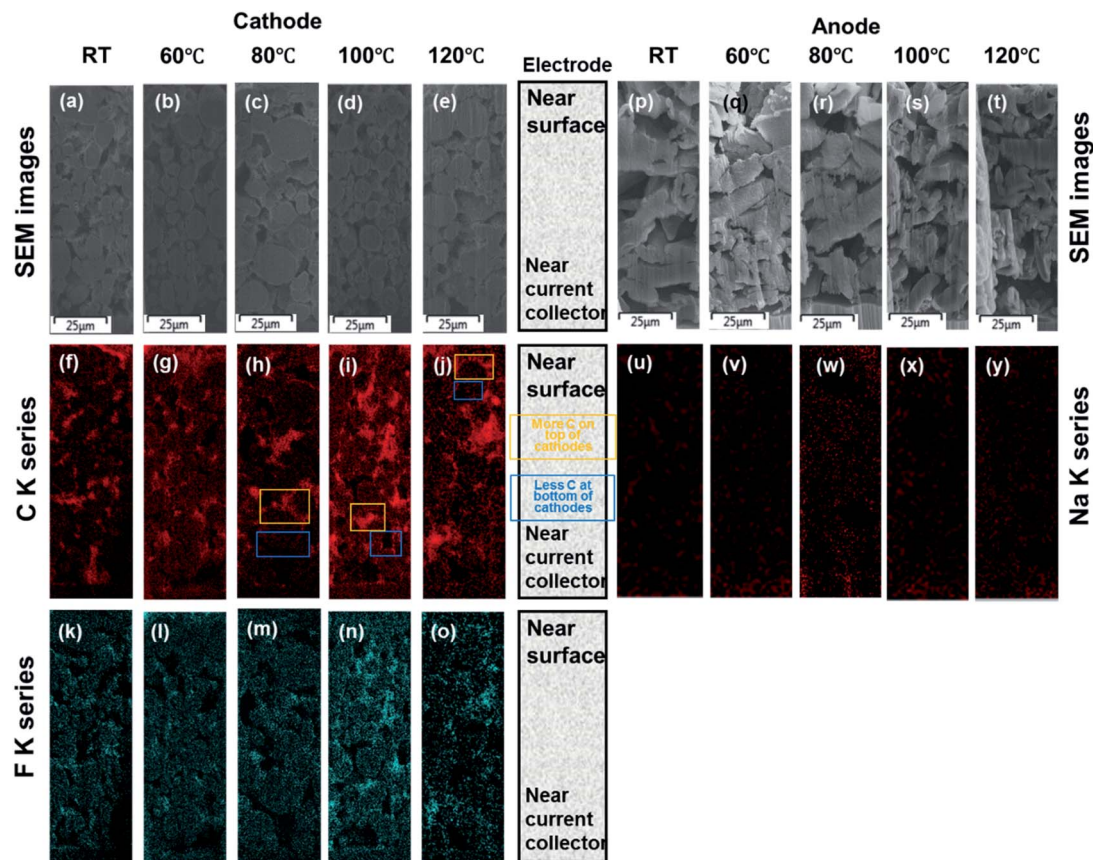 Cathode
Anode
RT 60℃ 80℃ 100℃ 120℃
Electrode
RT 60℃ 80℃ 100℃ 120℃
SEM images
(a) (b) (c) (d) (e)
Near
surface
Near
current
collector
(p) (q) (r) (s) (t)
SEM images
25μm 25μm 25μm 25μm 25μm
25μm 25μm 25μm 25μm 25μm
C K series
(f) (g) (h) (i) (j)
Near
surface
More C on
top of
cathodes
Less C at
bottom of
cathodes
Near
current
collector
(u) (v) (w) (x) (y)
Na K series
F K series
(k) (l) (m) (n) (o)
Near
surface
Near
current
collector